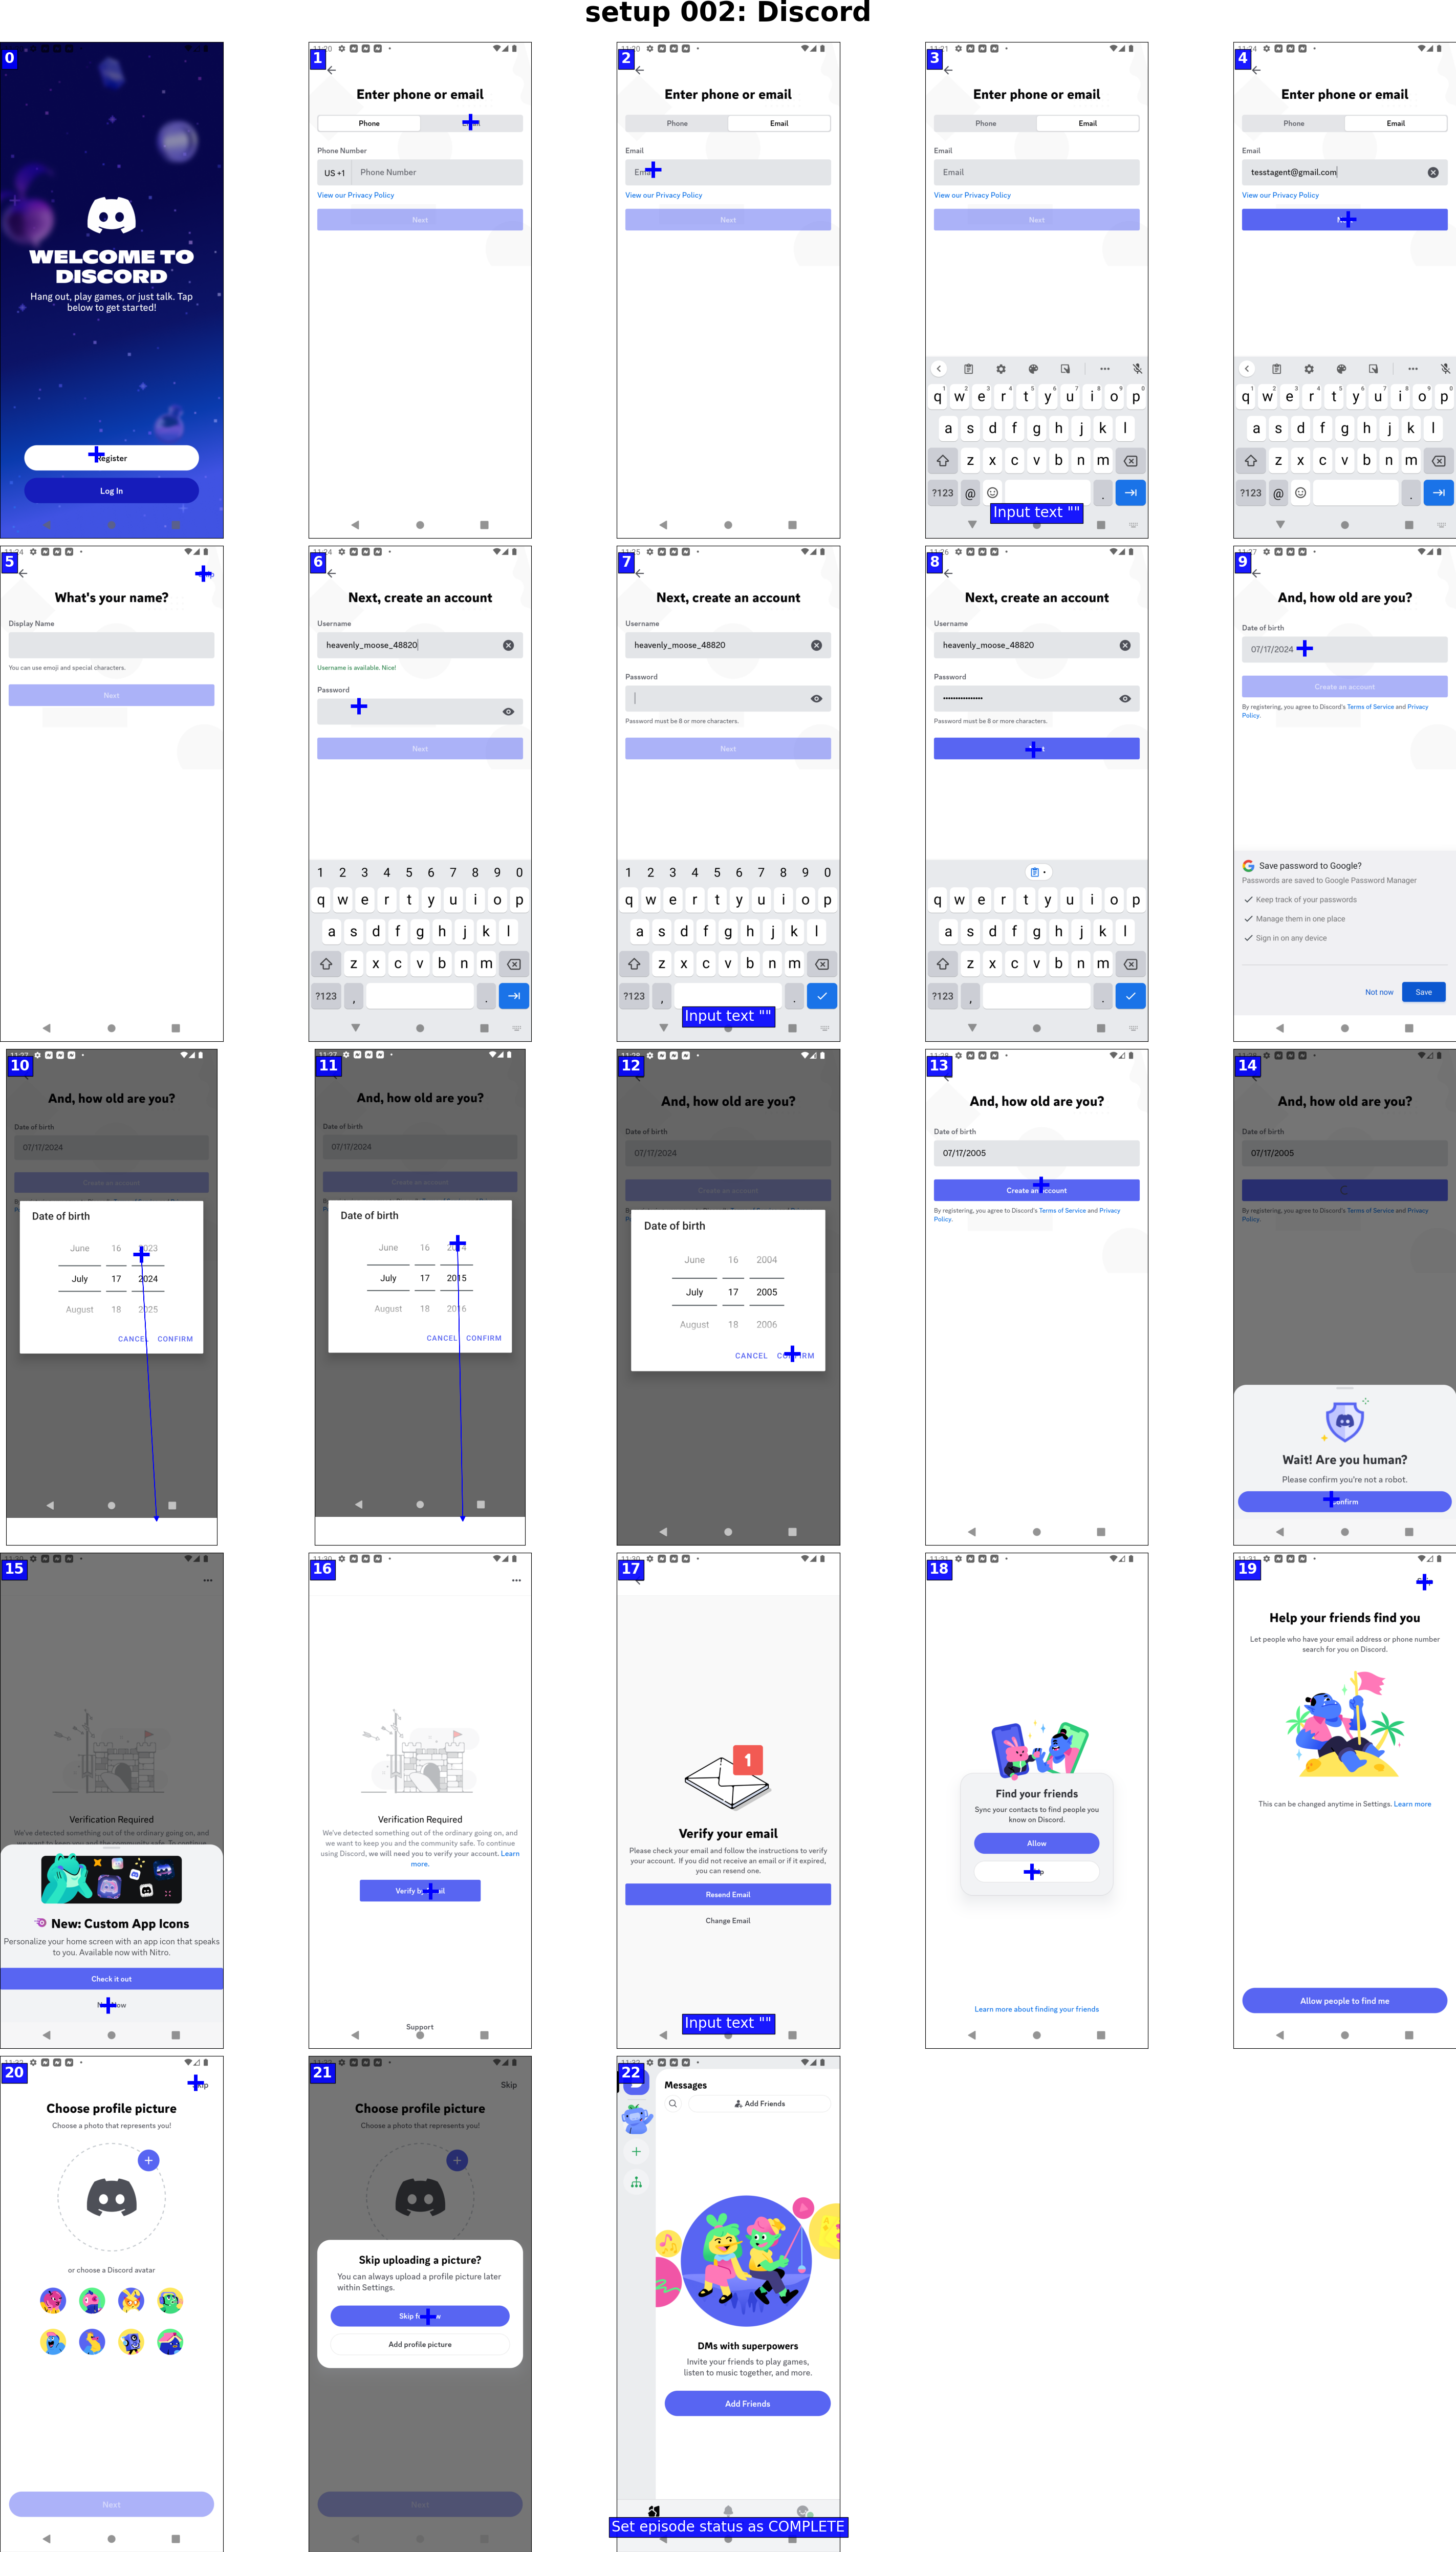 setup 002: Discord
0
WELCOME TO
DISCORD
Hang out, play games, or just talk. Tap
below to get started!
Register
Log In
1
Enter phone or email
Phone
Phone Number
US +1
Phone Number
View our Privacy Policy
Next
2
Enter phone or email
Phone
Email
Email
View our Privacy Policy
Next
3
Enter phone or email
Phone
Email
Email
Email
View our Privacy Policy
Next
Input text ""
4
Enter phone or email
Phone
Email
Email
tesstagent@gmail.com
View our Privacy Policy
5
What's your name?
Display Name
You can use emoji and special characters.
Next
6
Next, create an account
Username
heavenly_moose_48820
Username is available. Nice!
Password
Next
7
Next, create an account
Username
heavenly_moose_48820
Password
Password must be 8 or more characters.
Next
Input text ""
8
Next, create an account
Username
heavenly_moose_48820
Password
Password must be 8 or more characters.
9
And, how old are you?
Date of birth
07/17/2024
Create an account
By registering, you agree to Discord's Terms of Service and Privacy
Policy.
Save password to Google?
Passwords are saved to Google Password Manager
Keep track of your passwords
Manage them in one place
Sign in on any device
Not now
Save
10
And, how old are you?
Date of birth
07/17/2024
Create an account
Date of birth
June 16 2023
July 17 2024
August 18 2025
CANCEL CONFIRM
11
And, how old are you?
Date of birth
07/17/2024
Create an account
Date of birth
June 16 2014
July 17 2015
August 18 2016
CANCEL CONFIRM
12
And, how old are you?
Date of birth
07/17/2024
Create an account
Date of birth
June 16 2004
July 17 2005
August 18 2006
CANCEL CONFIRM
13
And, how old are you?
Date of birth
07/17/2005
Create an account
By registering, you agree to Discord's Terms of Service and Privacy
Policy.
14
And, how old are you?
Date of birth
07/17/2005
By registering, you agree to Discord's Terms of Service and Privacy
Policy.
Wait! Are you human?
Please confirm you're not a robot.
Confirm
15
Verification Required
We've detected something out of the ordinary going on, and
New: Custom App Icons
Personalize your home screen with an app icon that speaks
to you. Available now with Nitro.
Check it out
Not now
16
Verification Required
We've detected something out of the ordinary going on, and
we want to keep you and the community safe. To continue
using Discord, we will need you to verify your account. Learn
more.
Verify by Email
Support
17
Verify your email
Please check your email and follow the instructions to verify
your account. If you did not receive an email or if it expired,
you can resend one.
Resend Email
Change Email
Input text ""
18
Find your friends
Sync your contacts to find people you
know on Discord.
Allow
Skip
Learn more about finding your friends
19
Help your friends find you
Let people who have your email address or phone number
search for you on Discord.
This can be changed anytime in Settings. Learn more
Allow people to find me
20
Skip
Choose profile picture
Choose a photo that represents you!
or choose a Discord avatar
Next
21
Skip
Choose profile picture
Choose a photo that represents you!
Skip uploading a picture?
You can always upload a profile picture later
within Settings.
Skip for now
Add profile picture
Next
22
Messages
Add Friends
DMs with superpowers
Invite your friends to play games,
listen to music together, and more.
Add Friends
Set episode status as COMPLETE